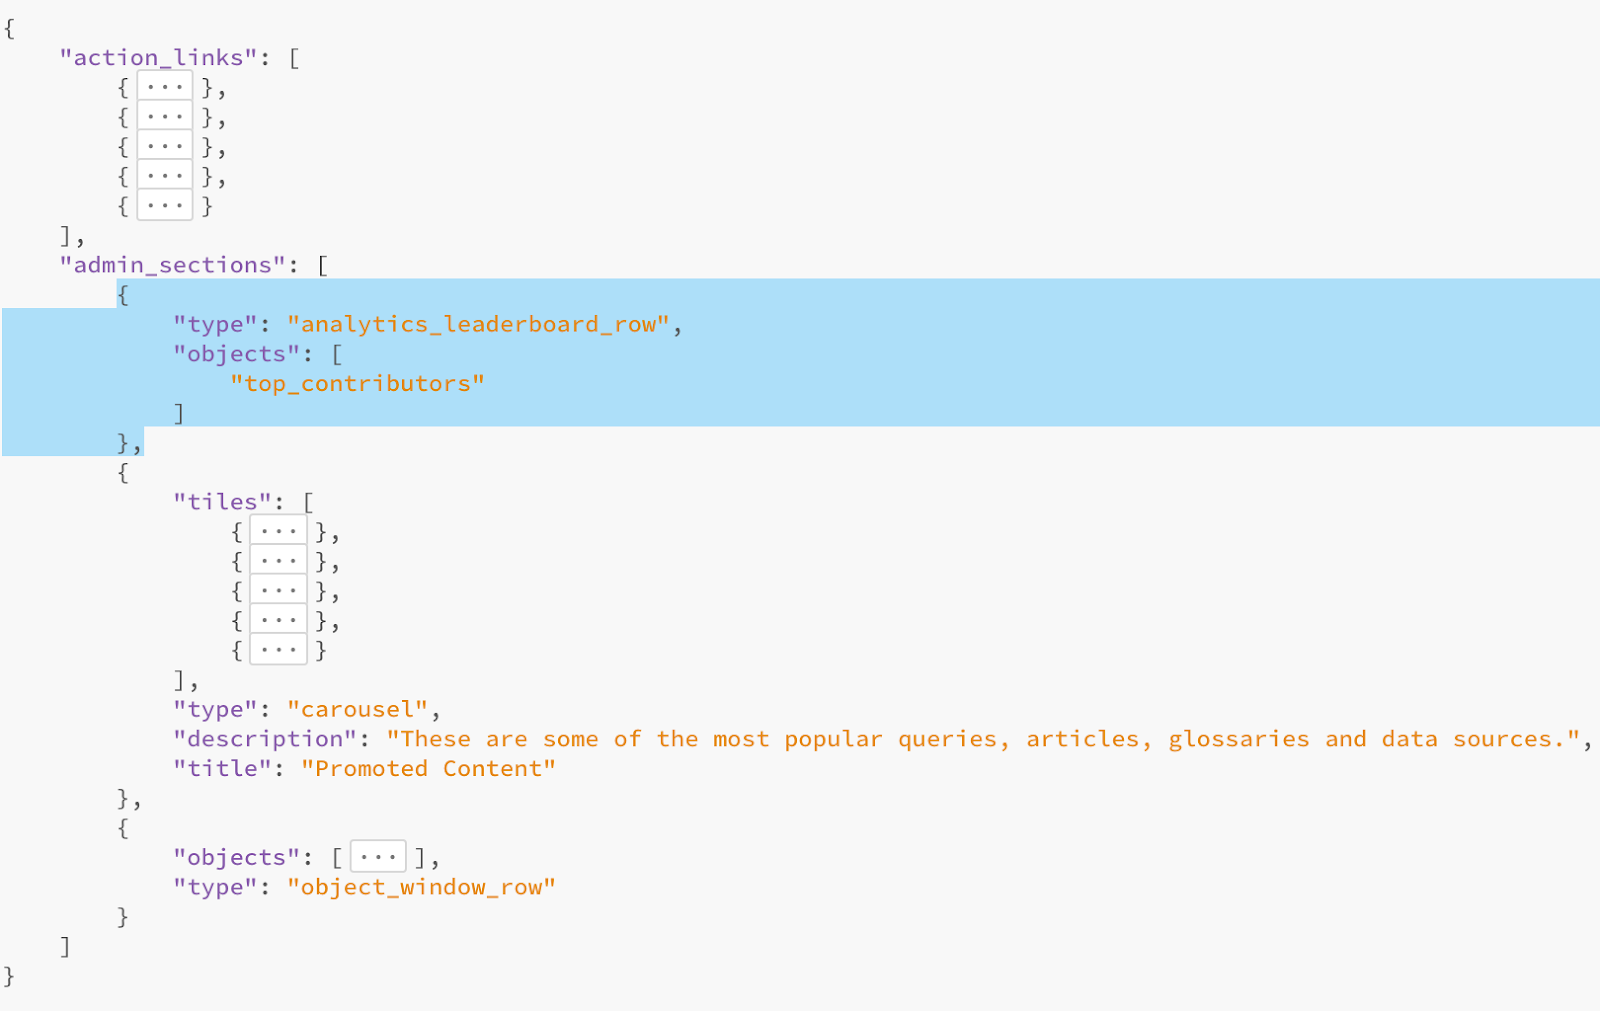 {
    "action_links": [
        { ... },
        { ... },
        { ... },
        { ... },
        { ... }
    ],
    "admin_sections": [
        {
            "type": "analytics_leaderboard_row",
            "objects": [
                "top_contributors"
            ]
        },
        {
            "tiles": [
                { ... },
                { ... },
                { ... },
                { ... },
                { ... }
            ],
            "type": "carousel",
            "description": "These are some of the most popular queries, articles, glossaries and data sources.",
            "title": "Promoted Content"
        },
        {
            "objects": [ ... ],
            "type": "object_window_row"
        }
    ]
}